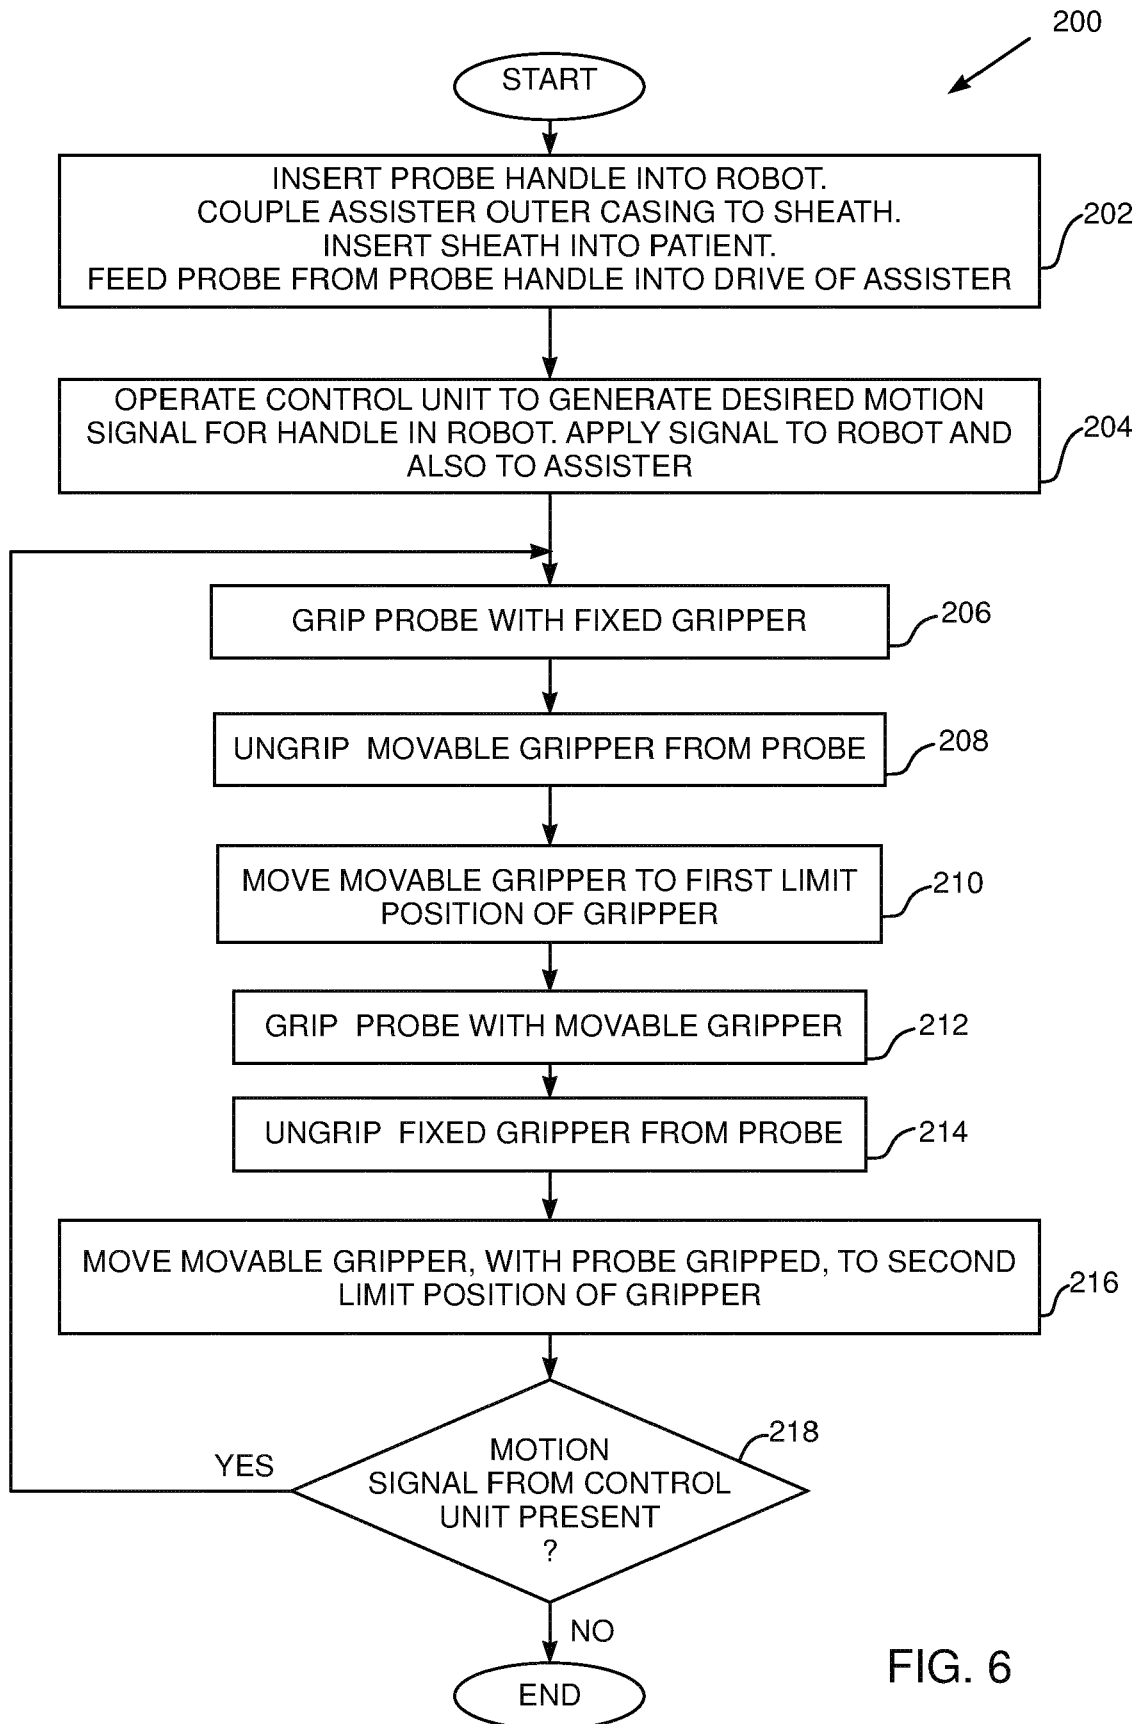 200
START
INSERT PROBE HANDLE INTO ROBOT.
COUPLE ASSISTER OUTER CASING TO SHEATH.
INSERT SHEATH INTO PATIENT.
FEED PROBE FROM PROBE HANDLE INTO DRIVE OF ASSISTER
202
OPERATE CONTROL UNIT TO GENERATE DESIRED MOTION
SIGNAL FOR HANDLE IN ROBOT. APPLY SIGNAL TO ROBOT AND
ALSO TO ASSISTER
204
GRIP PROBE WITH FIXED GRIPPER
206
UNGRIP MOVABLE GRIPPER FROM PROBE
208
MOVE MOVABLE GRIPPER TO FIRST LIMIT
POSITION OF GRIPPER
210
GRIP PROBE WITH MOVABLE GRIPPER
212
UNGRIP FIXED GRIPPER FROM PROBE
214
MOVE MOVABLE GRIPPER, WITH PROBE GRIPPED, TO SECOND
LIMIT POSITION OF GRIPPER
216
MOTION
SIGNAL FROM CONTROL
UNIT PRESENT
?
218
YES
NO
END
FIG. 6